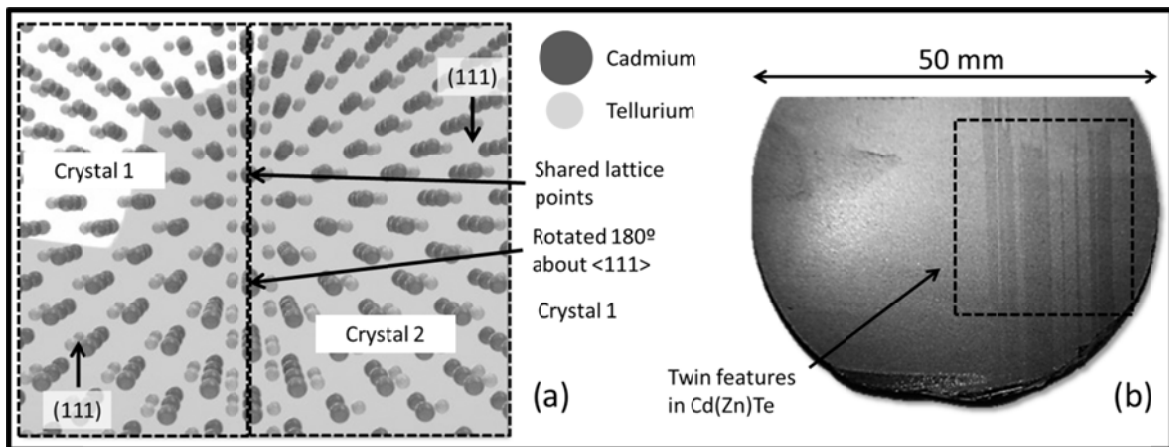 (111)
Crystal 1
Crystal 2
(111)
(a)
Cadmium
Tellurium
Shared lattice
points
Rotated 180º
about <111>
Crystal 1
50 mm
Twin features
in Cd(Zn)Te
(b)